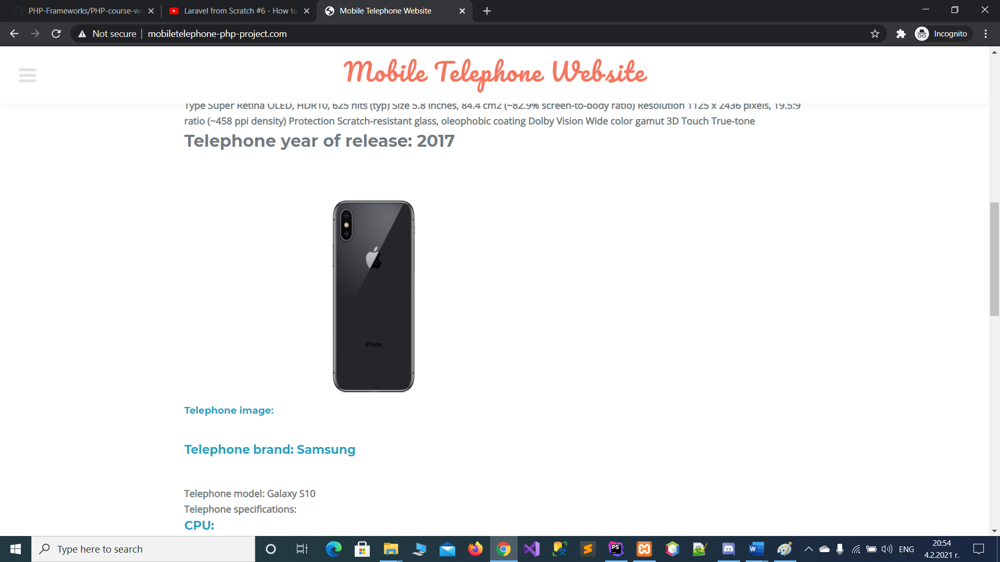 PHP-Frameworks/PHP-course-wo
Laravel from Scratch #6 - How to
Mobile Telephone Website
Not secure
mobiletelephone-php-project.com
Incognito
Mobile Telephone Website
Type Super Retina OLED, HDR10, 625 nits (typ) Size 5.8 inches, 84.4 cm2 (~82.9% screen-to-body ratio) Resolution 1125 x 2436 pixels, 19.5:9
ratio (~458 ppi density) Protection Scratch-resistant glass, oleophobic coating Dolby Vision Wide color gamut 3D Touch True-tone
Telephone year of release: 2017
iPhone
Telephone image:
Telephone brand: Samsung
Telephone model: Galaxy S10
Telephone specifications:
CPU:
Type here to search
PS
W
ENG
20:54
4.2.2021 г.